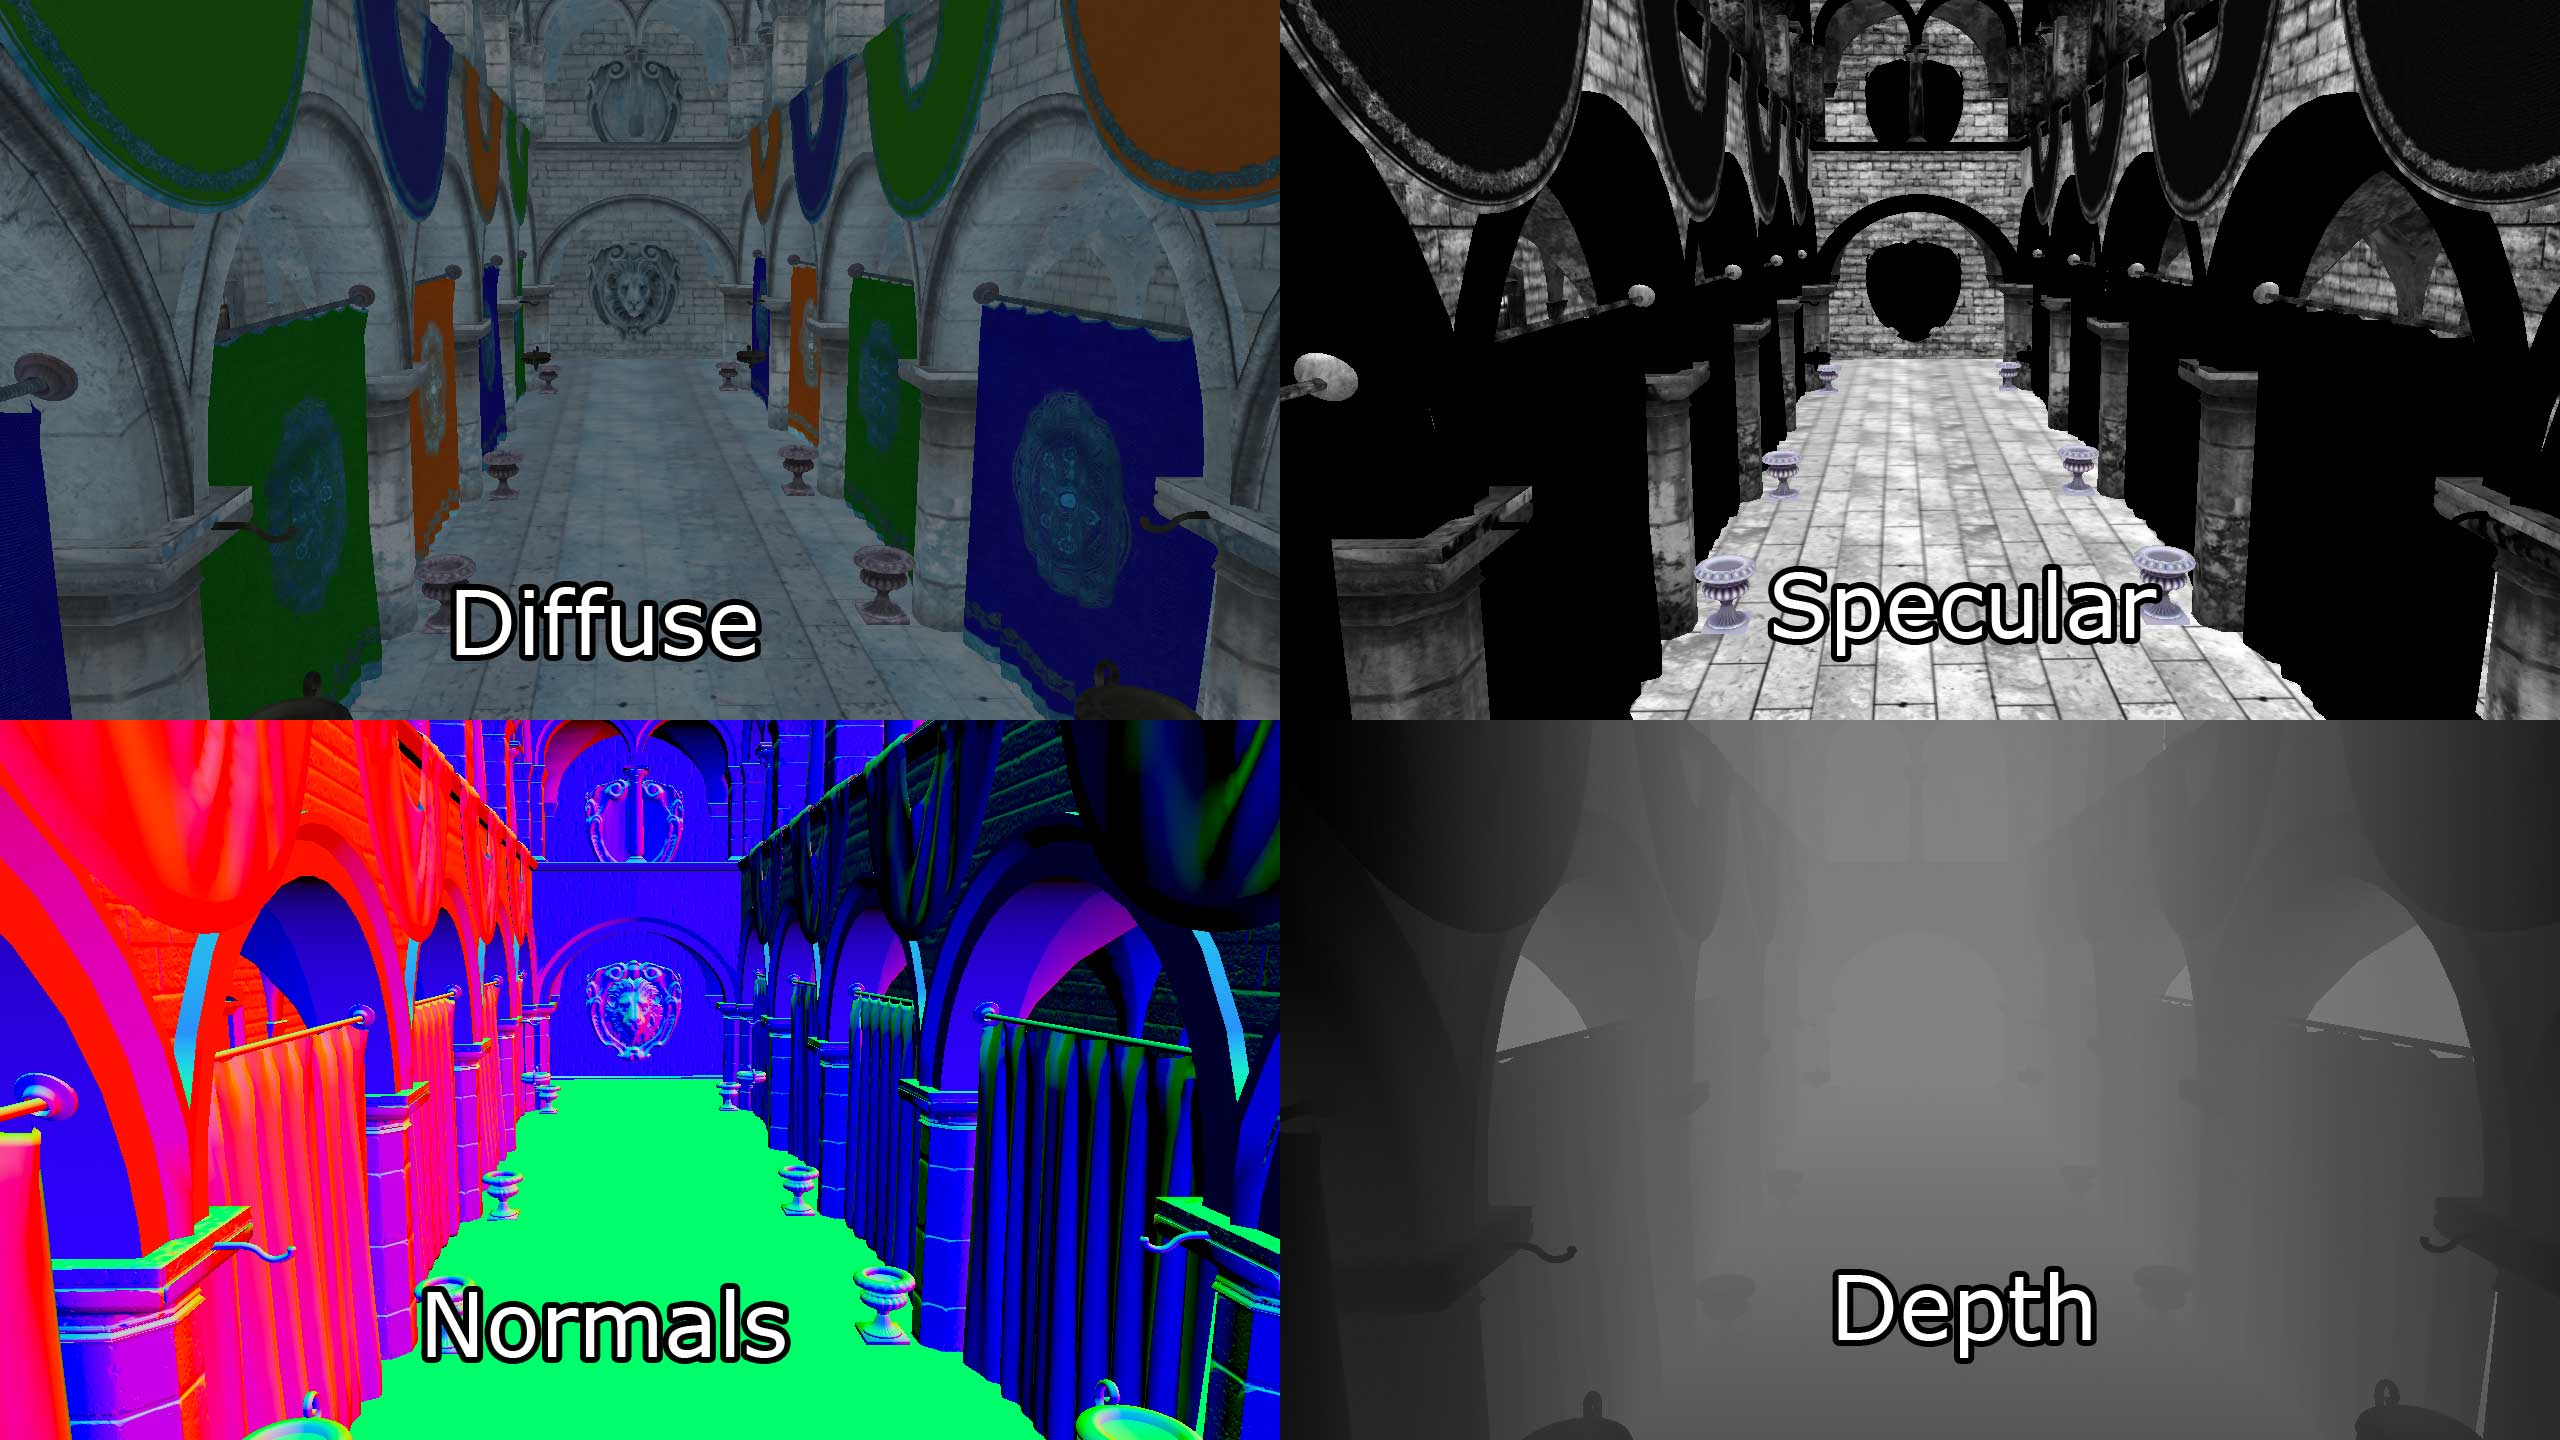 Diffuse
Specular
Normals
Depth